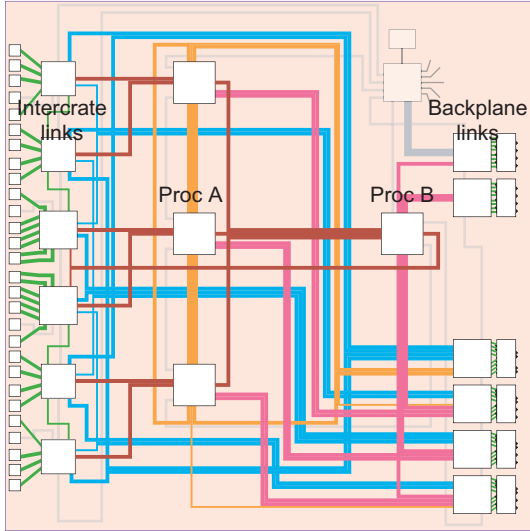 Intercrate
links
Backplane
links
Proc A
Proc B